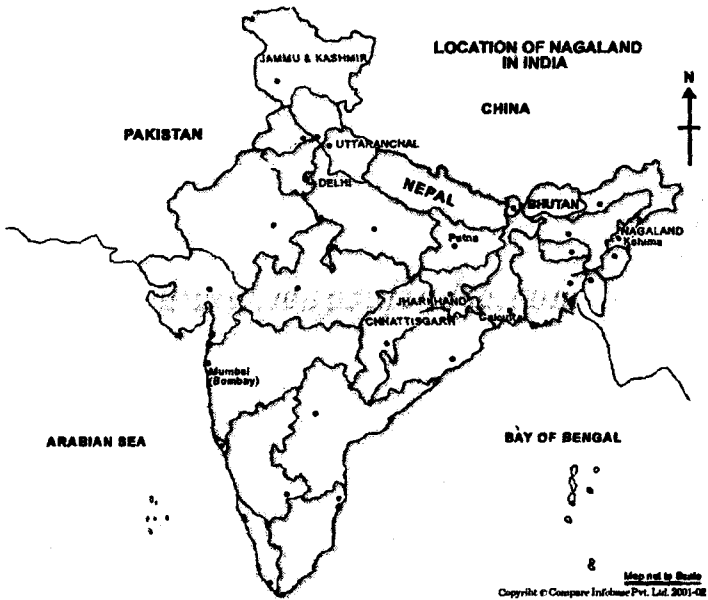 LOCATION OF NAGALAND
IN INDIA
JAMMU & KASHMIR
N
CHINA
PAKISTAN
UTTARANCHAL
DELHI
NEPAL
BHUTAN
NAGALAND
Kohima
Patna
JHARKHAND
CHHATTISGARH
Calcutta
Mumbai
(Bombay)
ARABIAN SEA
BAY OF BENGAL
Map not to Scale
Copyriht © Compare Infobase Pvt. Ltd. 2001-02